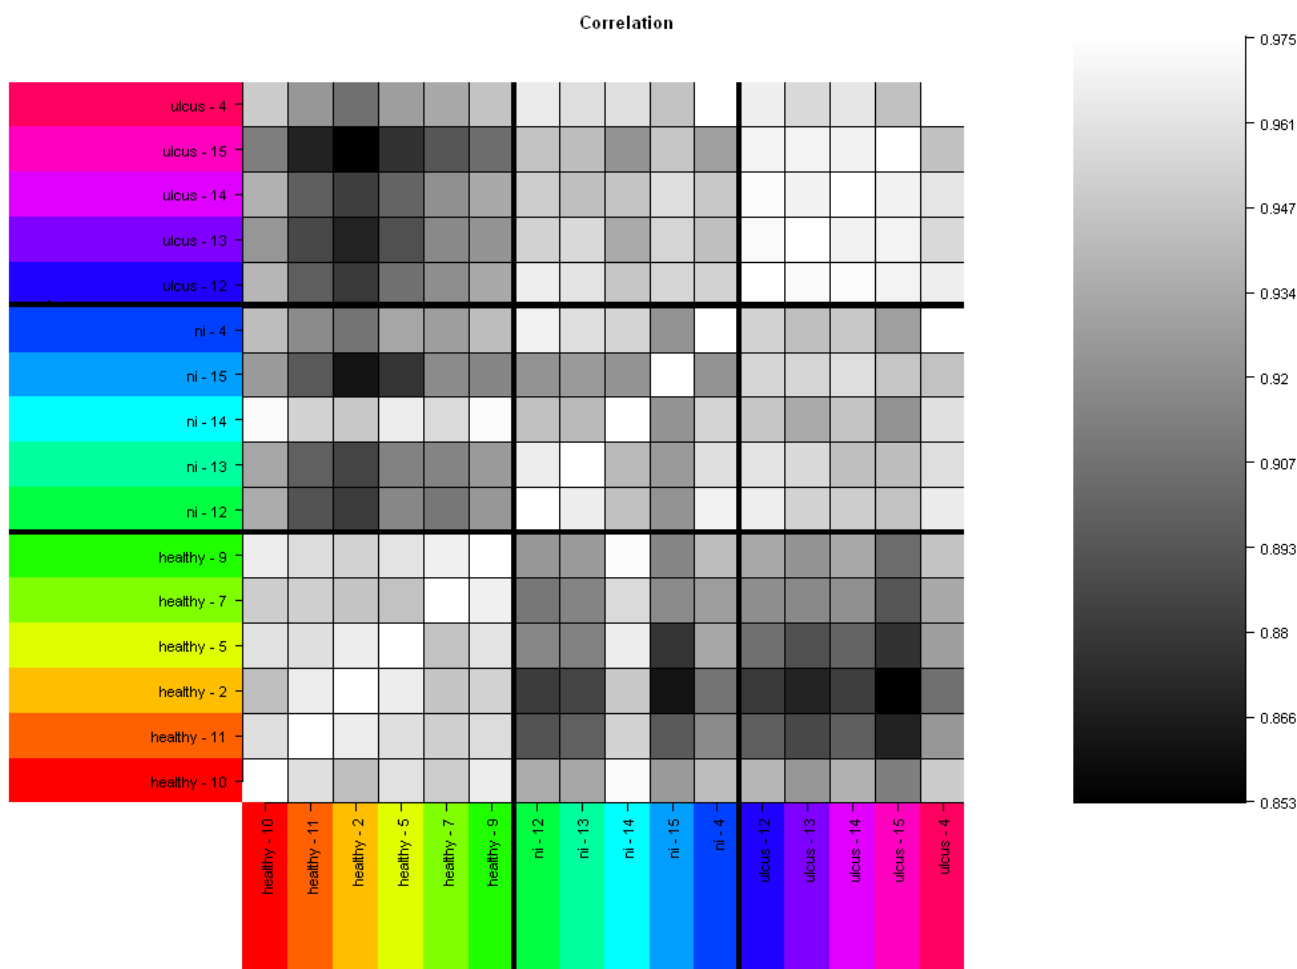 Correlation
ulcus - 4
ulcus - 15
ulcus - 14
ulcus - 13
ulcus - 12
ni - 4
ni - 15
ni - 14
ni - 13
ni - 12
healthy - 9
healthy - 7
healthy - 5
healthy - 2
healthy - 11
healthy - 10
healthy - 10
healthy - 11
healthy - 2
healthy - 5
healthy - 7
healthy - 9
ni - 12
ni - 13
ni - 14
ni - 15
ni - 4
ulcus - 12
ulcus - 13
ulcus - 14
ulcus - 15
ulcus - 4
0.975
0.961
0.947
0.934
0.92
0.907
0.893
0.88
0.866
0.853